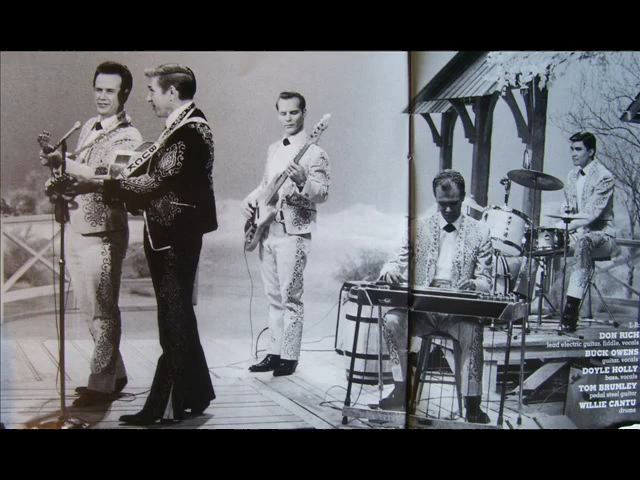 BUCK
L-R
DON RICH
lead electric guitar, fiddle, vocals
BUCK OWENS
guitar, vocals
DOYLE HOLLY
bass, vocals
TOM BRUMLEY
pedal steel guitar
WILLIE CANTU
drums